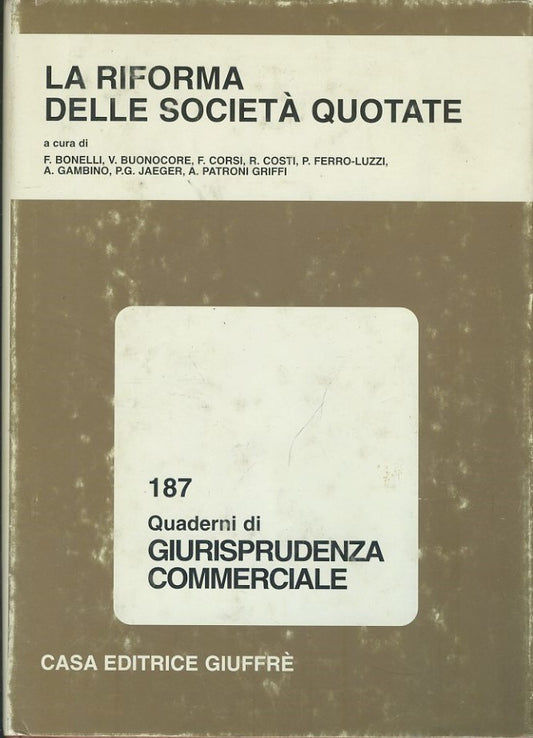 LA RIFORMA
DELLE SOCIETÀ QUOTATE
a cura di
F. BONELLI, V. BUONOCORE, F. CORSI, R. COSTI, P. FERRO-LUZZI,
A. GAMBINO, P.G. JAEGER, A. PATRONI GRIFFI
187
Quaderni di
GIURISPRUDENZA
COMMERCIALE
CASA EDITRICE GIUFFRÈ